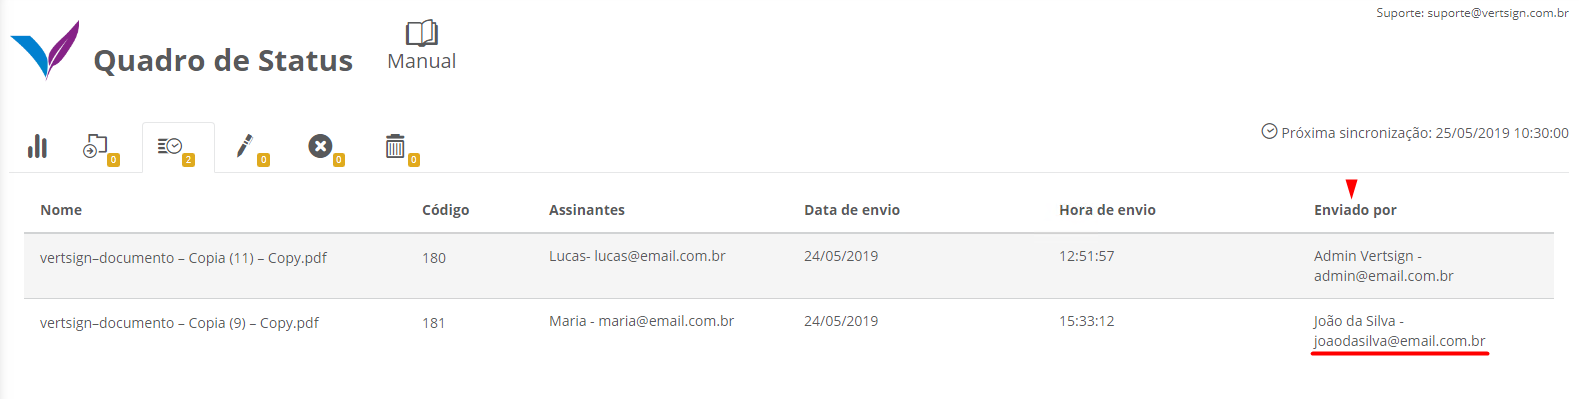 Suporte: suporte@vertsign.com.br
Quadro de Status
Manual
0
2
0
0
0
Próxima sincronização: 25/05/2019 10:30:00
Nome Código Assinantes Data de envio Hora de envio Enviado por
vertsign–documento – Copia (11) – Copy.pdf 180 Lucas- lucas@email.com.br 24/05/2019 12:51:57 Admin Vertsign -
admin@email.com.br
vertsign–documento – Copia (9) – Copy.pdf 181 Maria - maria@email.com.br 24/05/2019 15:33:12 João da Silva -
joaodasilva@email.com.br